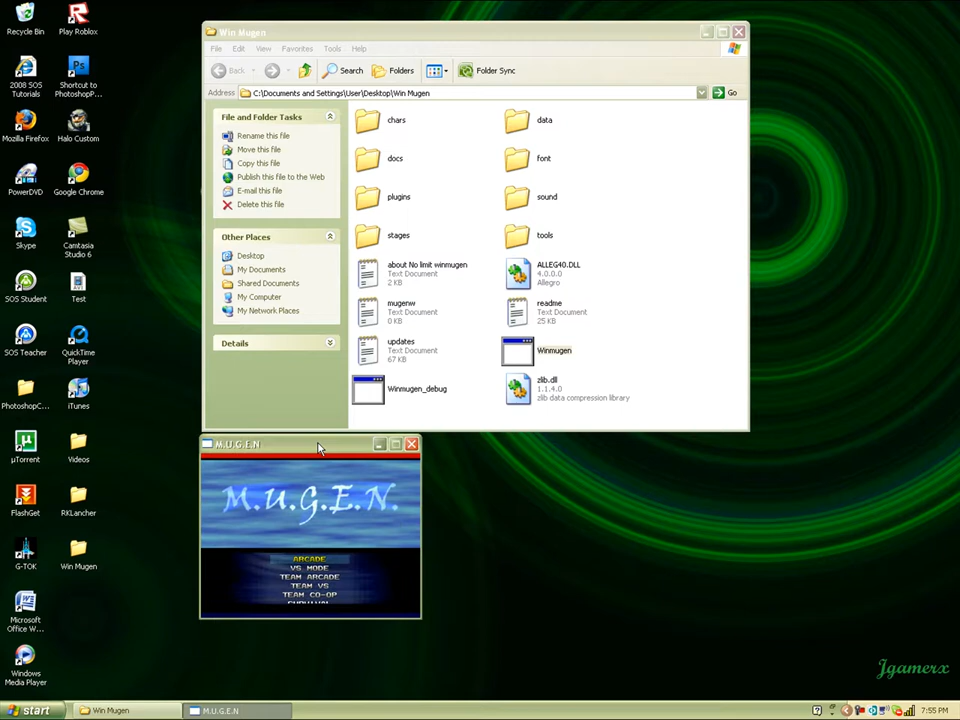 Recycle Bin
Play Roblox
2008 SOS
Tutorials
Shortcut to
PhotoshopP...
Mozilla Firefox
Halo Custom
PowerDVD
Google Chrome
Skype
Camtasia
Studio 6
SOS Student
Test
SOS Teacher
QuickTime
Player
PhotoshopC...
iTunes
µTorrent
Videos
FlashGet
RKLancher
G-TOK
Win Mugen
Microsoft
Office W...
Windows
Media Player
Win Mugen
File Edit View Favorites Tools Help
Back Search Folders Folder Sync
Address C:\Documents and Settings\User\Desktop\Win Mugen Go
File and Folder Tasks
Rename this file
Move this file
Copy this file
Publish this file to the Web
E-mail this file
Delete this file
Other Places
Desktop
My Documents
Shared Documents
My Computer
My Network Places
Details
chars
data
docs
font
plugins
sound
stages
tools
about No limit winmugen
Text Document
2 KB
ALLEG40.DLL
4.0.0.0
Allegro
mugenw
Text Document
0 KB
readme
Text Document
25 KB
updates
Text Document
67 KB
Winmugen
Winmugen_debug
zlib.dll
1.1.4.0
zlib data compression library
M.U.G.E.N
M.U.G.E.N.
ARCADE
VS MODE
TEAM ARCADE
TEAM VS
TEAM CO-OP
Jgamerx
start Win Mugen M.U.G.E.N 7:55 PM